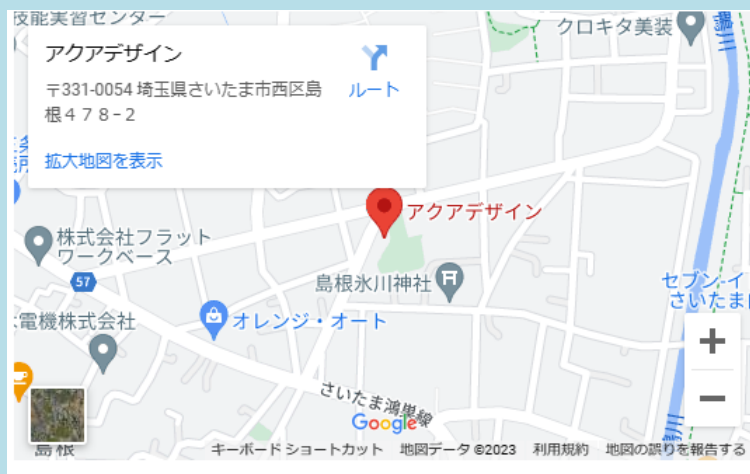 技能実習センター
クロキタ美装
鴨川
アクアデザイン
〒331-0054 埼玉県さいたま市西区島
根４７８−２
ルート
拡大地図を表示
アクアデザイン
株式会社フラット
ワークベース
57
島根氷川神社
セブン-イ
さいたま
電機株式会社
オレンジ・オート
さいたま鴻巣線
Google
島根
キーボード ショートカット
地図データ ©2023
利用規約
地図の誤りを報告する